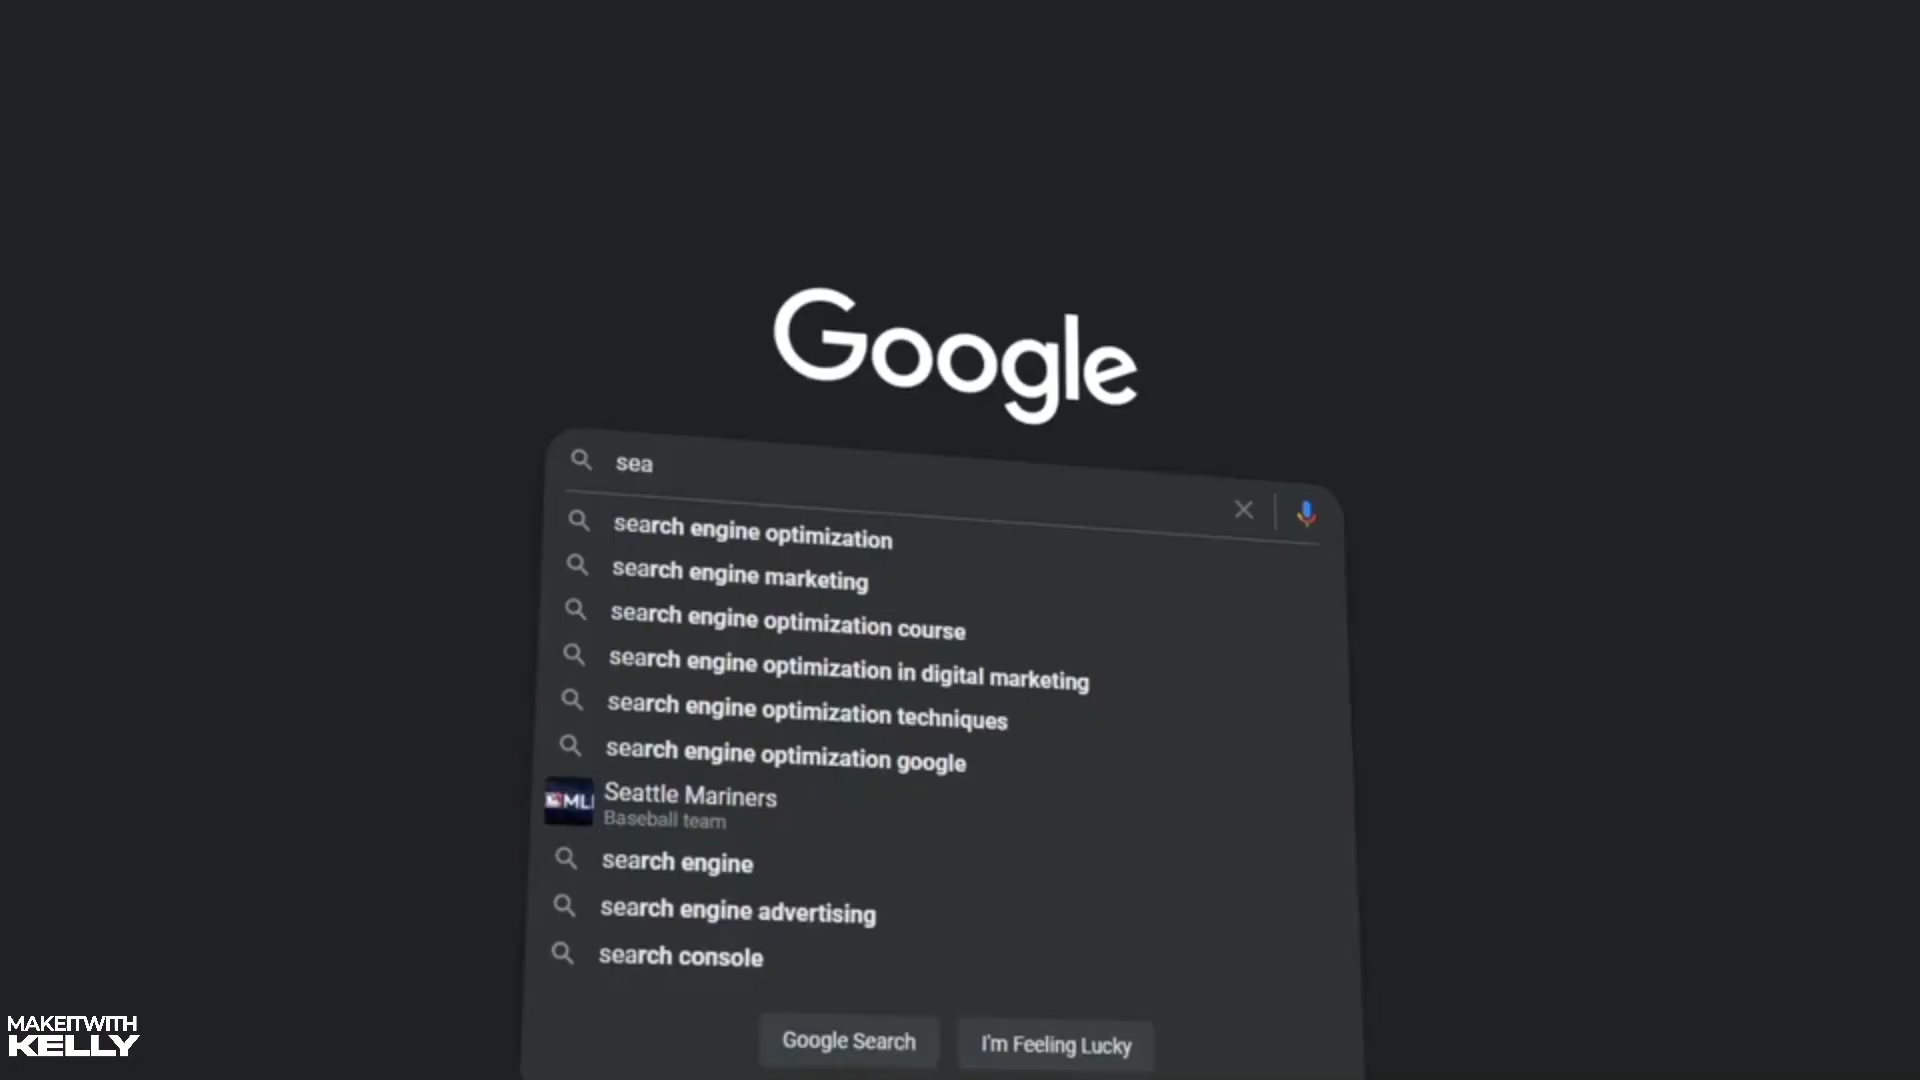 Google
sea
search engine optimization
search engine marketing
search engine optimization course
search engine optimization in digital marketing
search engine optimization techniques
search engine optimization google
ML
Seattle Mariners
Baseball team
search engine
search engine advertising
search console
Google Search
I'm Feeling Lucky
MAKEITWITH
KELLY